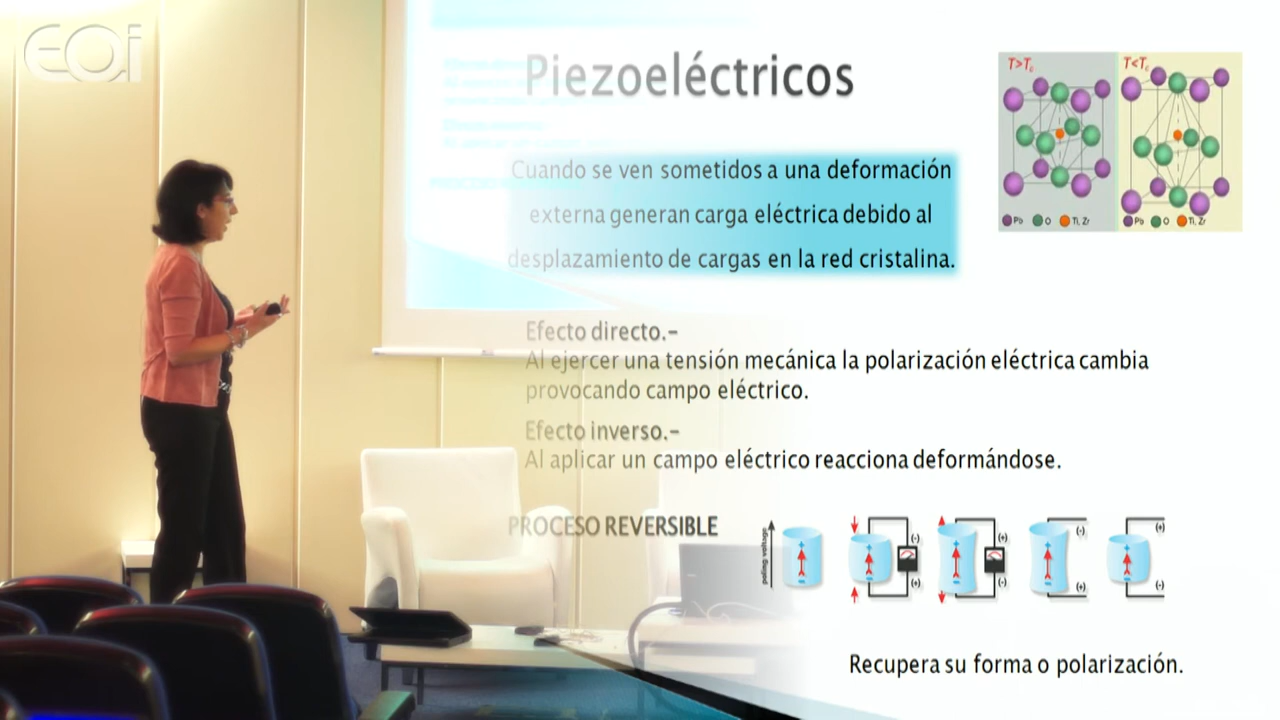 EOi
Piezoeléctricos
T>Tc
T<Tc
Cuando se ven sometidos a una deformación
externa generan carga eléctrica debido al
desplazamiento de cargas en la red cristalina.
Pb O Ti, Zr
Pb O Ti, Zr
Efecto directo.-
Al ejercer una tensión mecánica la polarización eléctrica cambia
provocando campo eléctrico.
Efecto inverso.-
Al aplicar un campo eléctrico reacciona deformándose.
PROCESO REVERSIBLE
poling voltage
+
-
+
-
(-)
(+)
+
-
(+)
(-)
+
-
(-)
(+)
+
-
(+)
(-)
Recupera su forma o polarización.